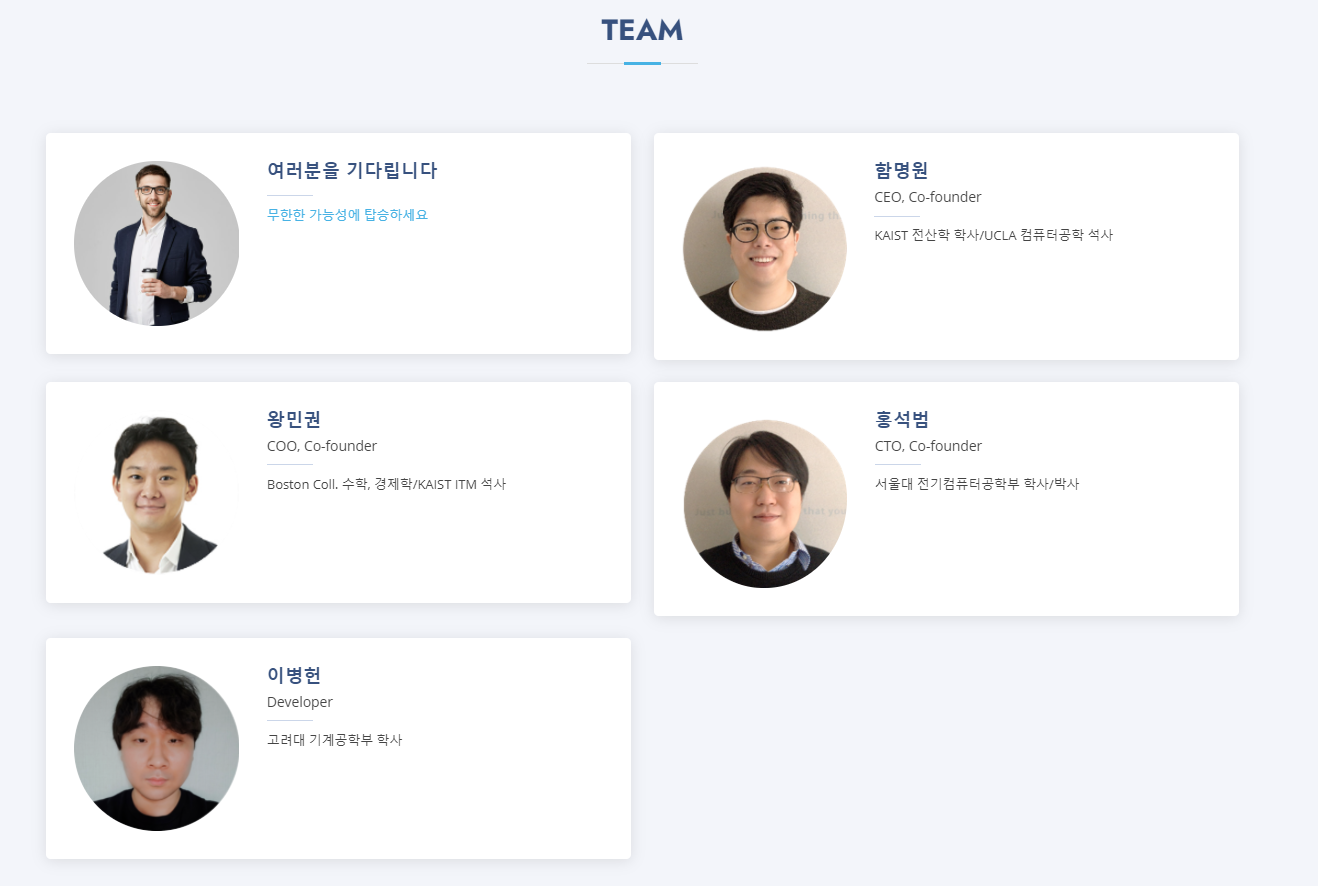 TEAM
여러분을 기다립니다
무한한 가능성에 탑승하세요
함명원
CEO, Co-founder
KAIST 전산학 학사/UCLA 컴퓨터공학 석사
왕민권
COO, Co-founder
Boston Coll. 수학, 경제학/KAIST ITM 석사
홍석범
CTO, Co-founder
서울대 전기컴퓨터공학부 학사/박사
이병헌
Developer
고려대 기계공학부 학사